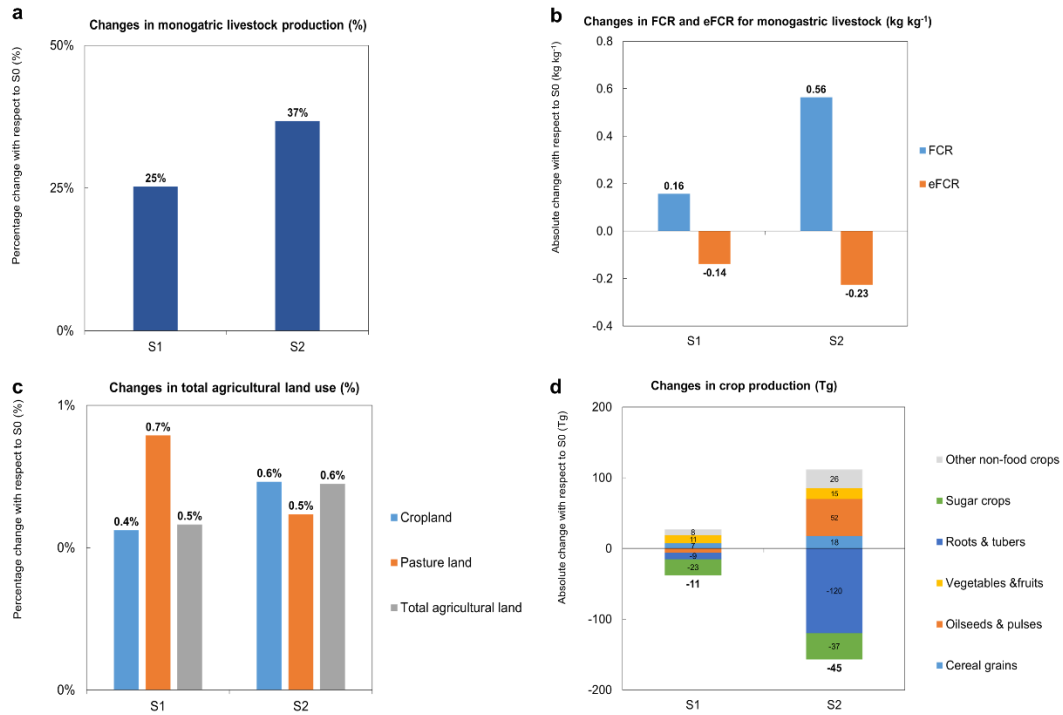 a
Changes in monogatric livestock production (%)
Percentage change with respect to S0 (%)
50%
25%
0%
25%
37%
S1
S2
b
Changes in FCR and eFCR for monogastric livestock (kg kg⁻¹)
Absolute change with respect to S0 (kg kg⁻¹)
0.8
0.6
0.4
0.2
0.0
-0.2
-0.4
0.16
-0.14
0.56
-0.23
S1
S2
FCR
eFCR
c
Changes in total agricultural land use (%)
Percentage change with respect to S0 (%)
1%
0%
0%
0.4%
0.7%
0.5%
0.6%
0.5%
0.6%
S1
S2
Cropland
Pasture land
Total agricultural land
d
Changes in crop production (Tg)
Absolute change with respect to S0 (Tg)
200
100
0
-100
-200
8
11
7
-9
-23
-11
26
15
52
18
-120
-37
-45
S1
S2
Other non-food crops
Sugar crops
Roots & tubers
Vegetables &fruits
Oilseeds & pulses
Cereal grains